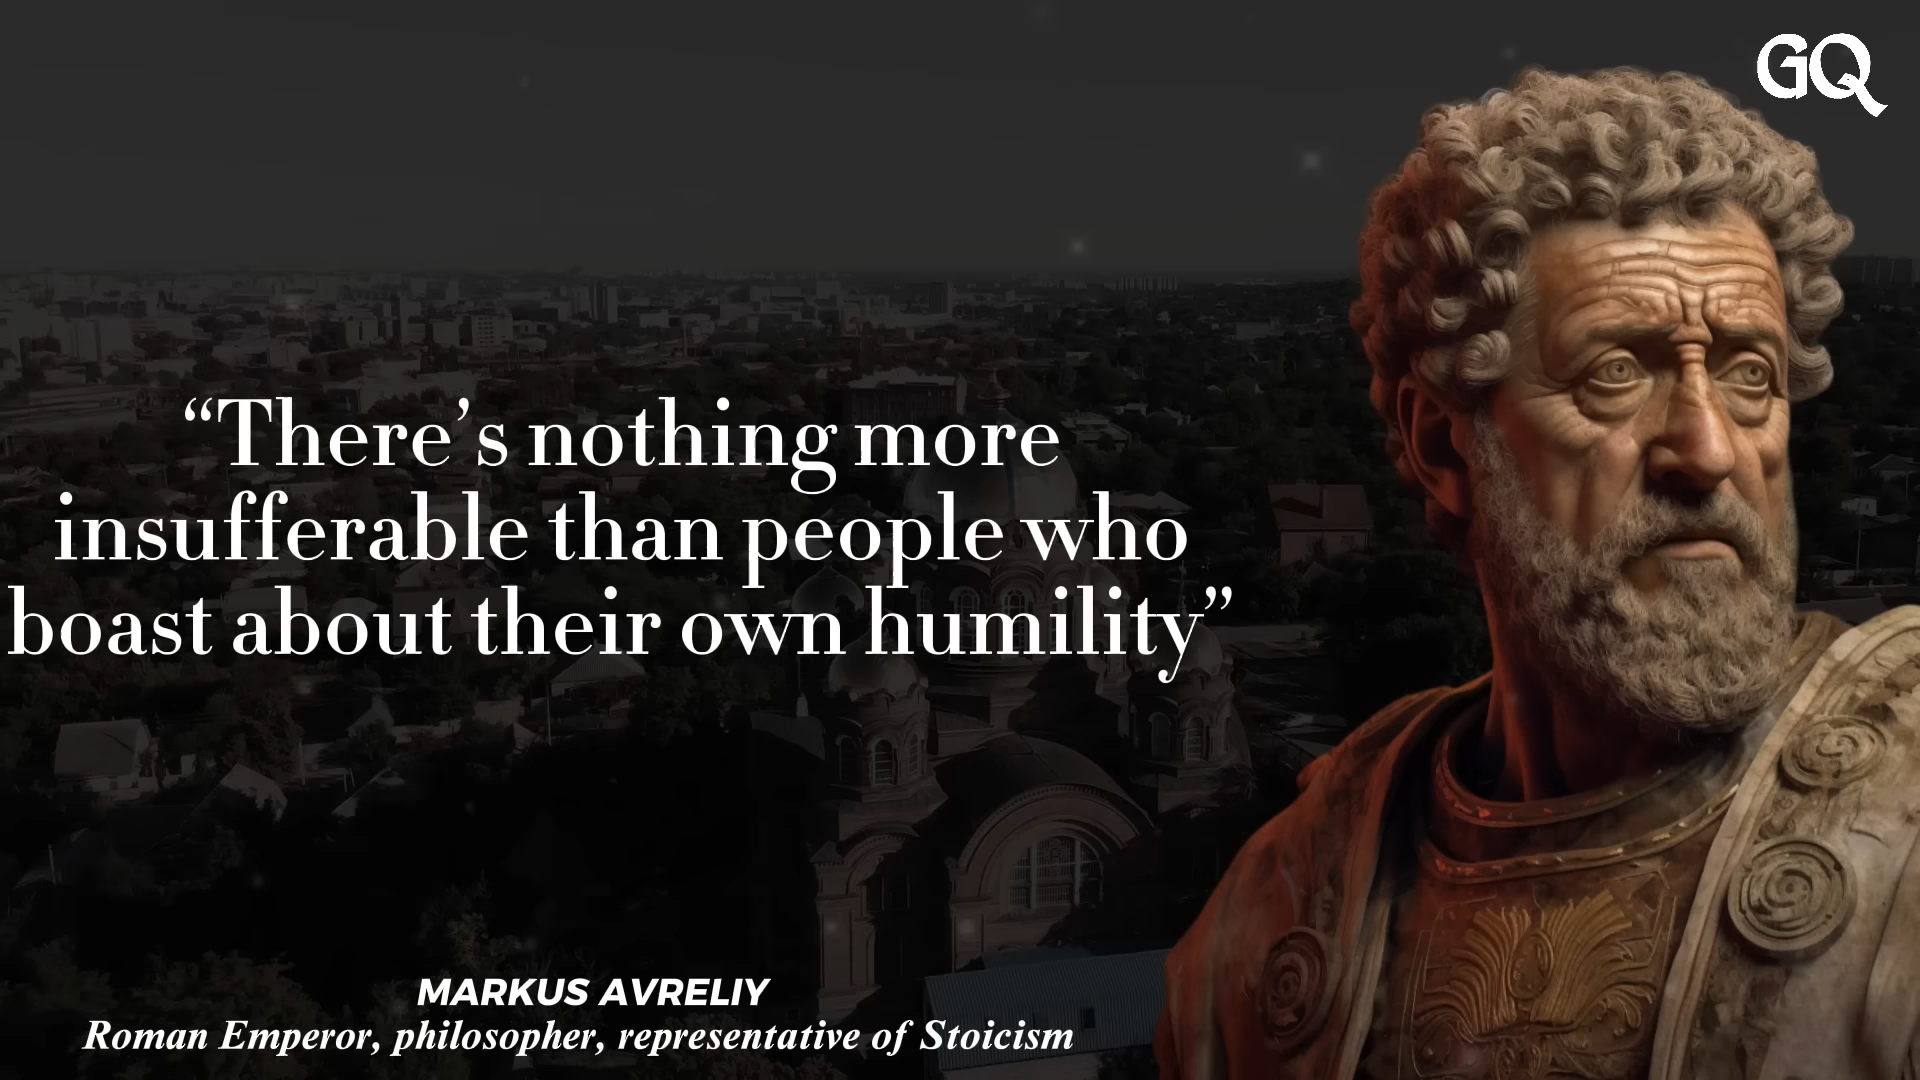 GQ
“There’s nothing more
insufferable than people who
boast about their own humility”
MARKUS AVRELIY
Roman Emperor, philosopher, representative of Stoicism